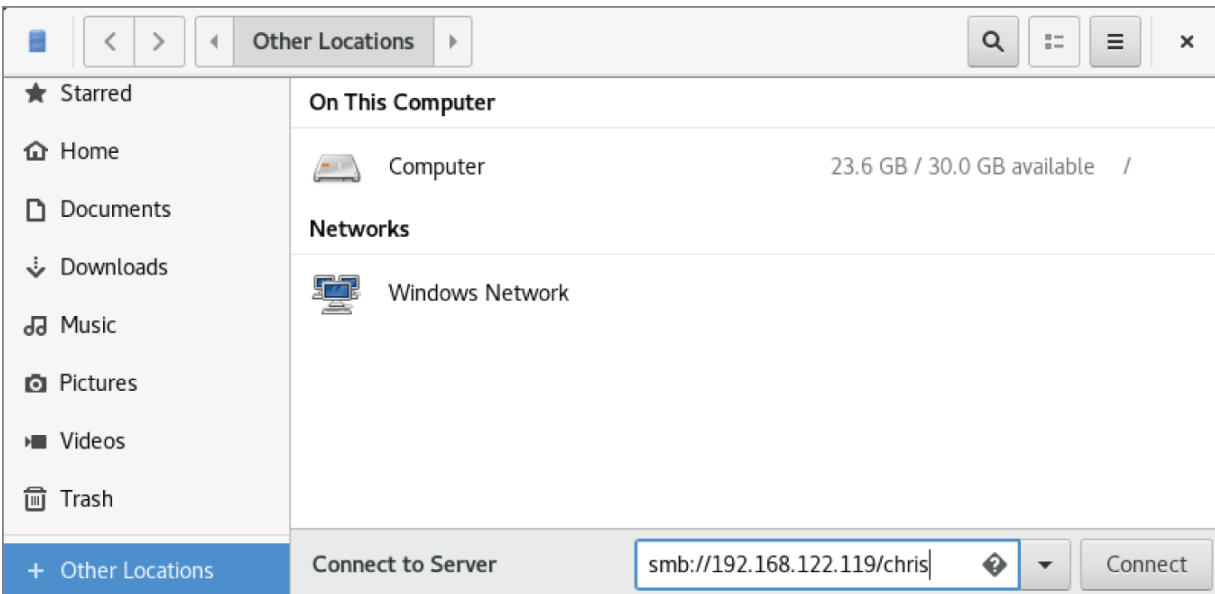 Other Locations
Starred
Home
Documents
Downloads
Music
Pictures
Videos
Trash
+ Other Locations
On This Computer
Computer 23.6 GB / 30.0 GB available /
Networks
Windows Network
Connect to Server smb://192.168.122.119/chris Connect